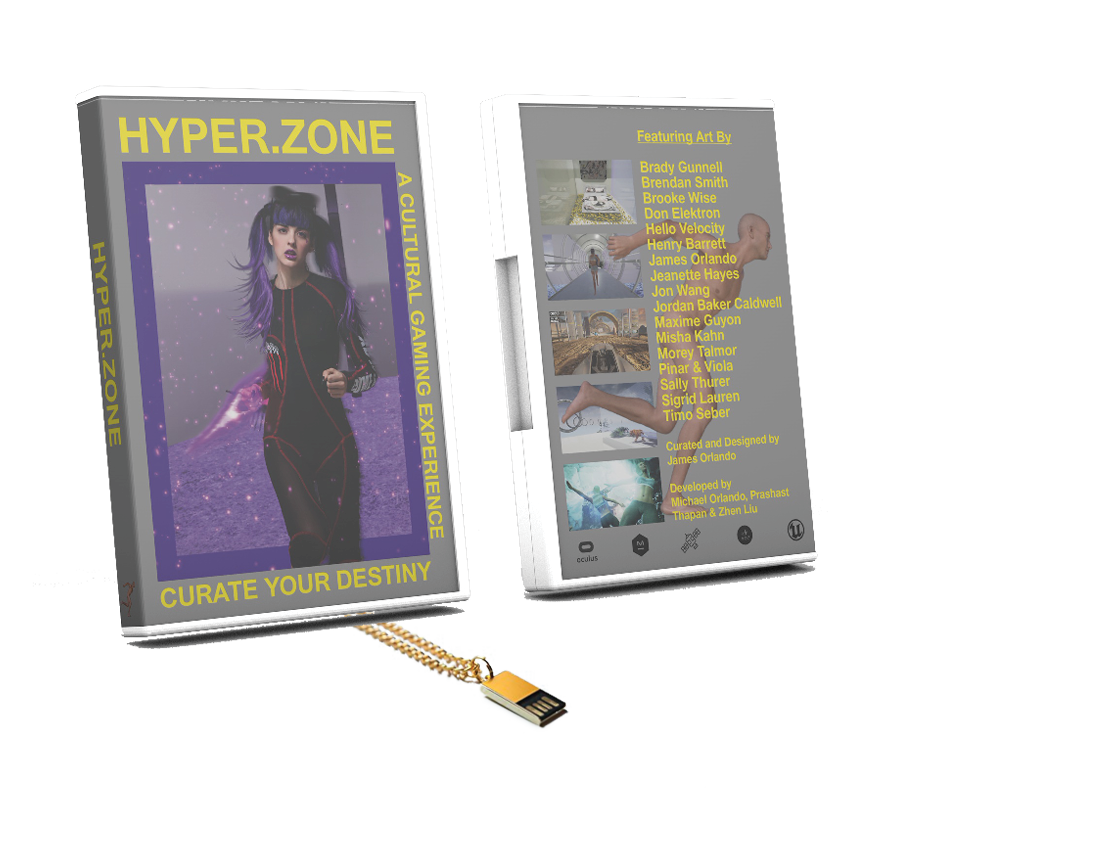 HYPER.ZONE
A CULTURAL GAMING EXPERIENCE
CURATE YOUR DESTINY
HYPER.ZONE
Featuring Art By
Brady Gunnell
Brendan Smith
Brooke Wise
Don Elektron
Hello Velocity
Henry Barrett
James Orlando
Jeanette Hayes
Jon Wang
Jordan Baker Caldwell
Maxime Guyon
Misha Kahn
Morey Talmor
Pinar & Viola
Sally Thurer
Sigrid Lauren
Timo Seber
Curated and Designed by
James Orlando
Developed by
Michael Orlando, Prashast
Thapan & Zhen Liu
oculus